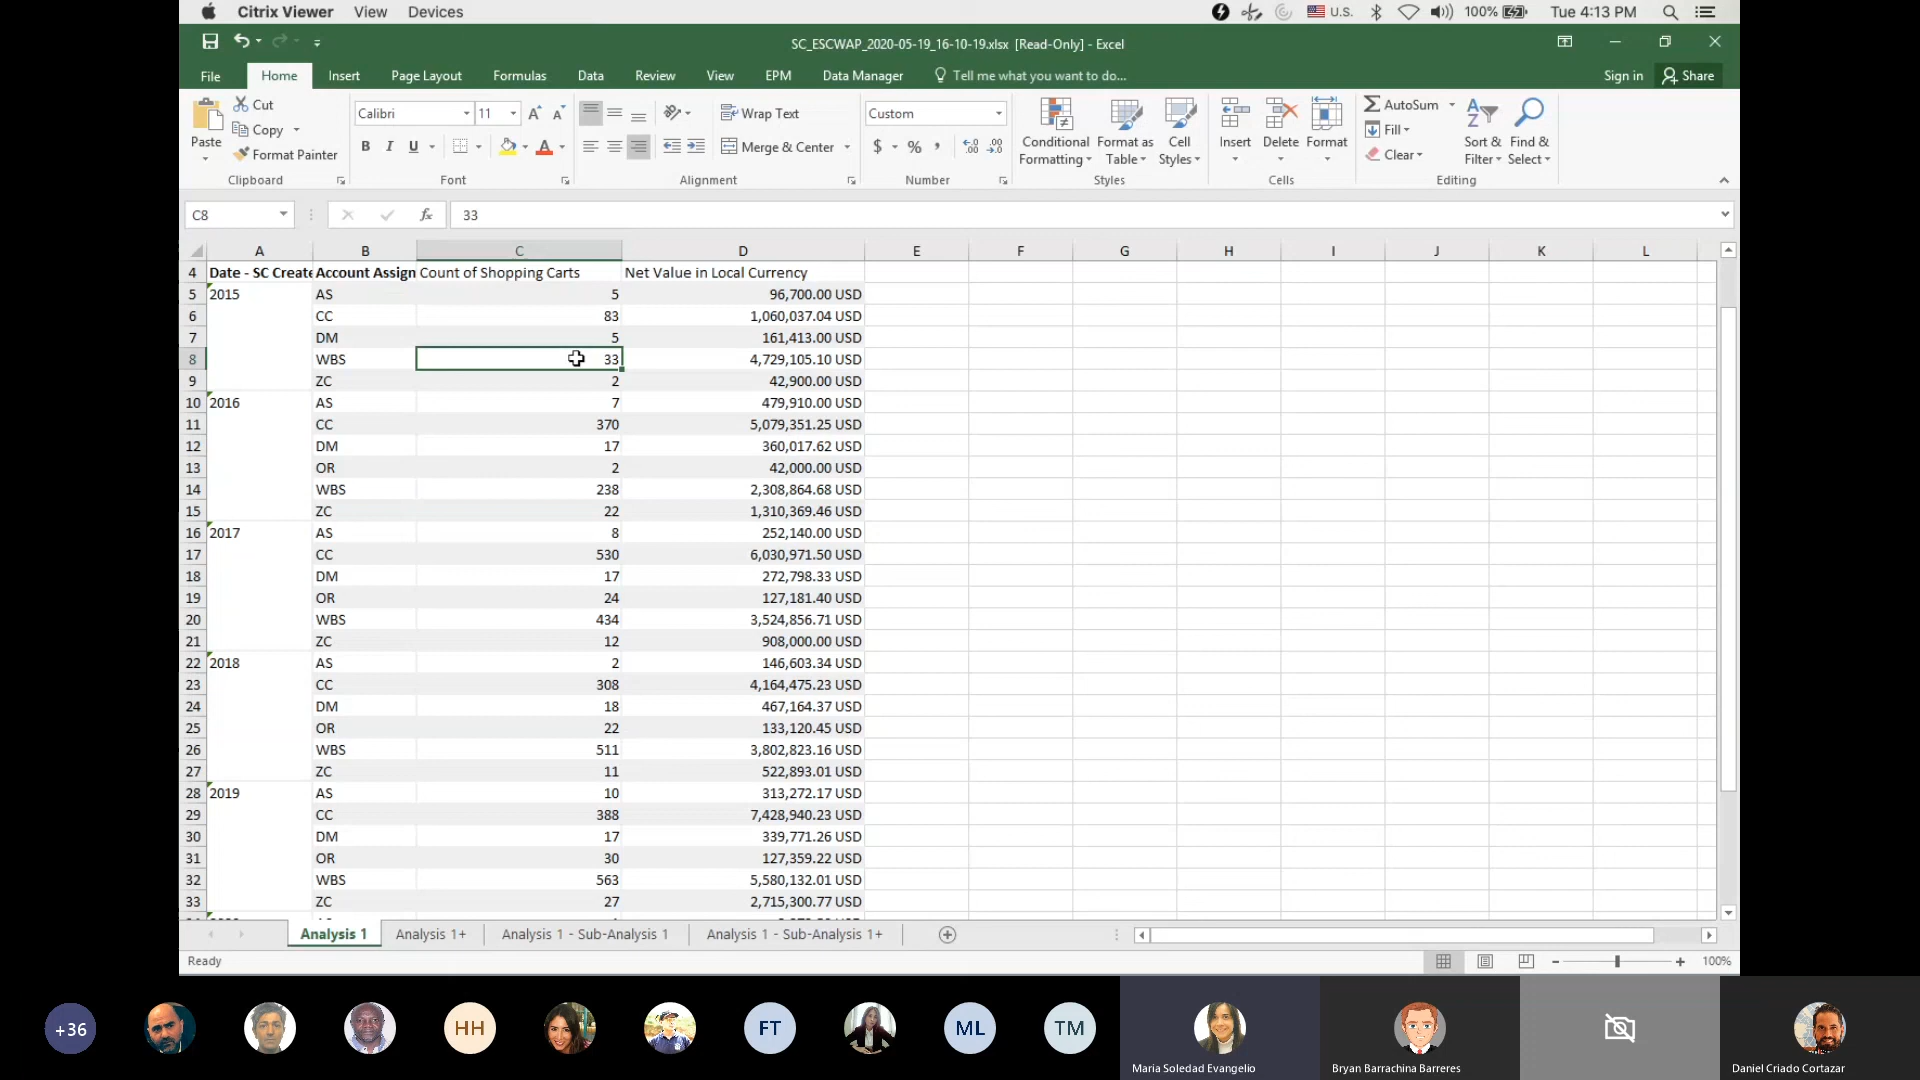 Citrix Viewer View Devices U.S. 100% Tue 4:13 PM
SC_ESCWAP_2020-05-19_16-10-19.xlsx [Read-Only] - Excel
File Home Insert Page Layout Formulas Data Review View EPM Data Manager Tell me what you want to do... Sign in Share
Paste
Cut
Copy
Format Painter
Clipboard
Calibri 11
B I U
Font
Wrap Text
Merge & Center
Alignment
Custom
$ % ,
Number
Conditional Formatting
Format as Table
Cell Styles
Styles
Insert Delete Format
Cells
AutoSum
Fill
Clear
Sort & Filter
Find & Select
Editing
C8 fx 33
A B C D E F G H I J K L
4 Date - SC Create Account Assign Count of Shopping Carts Net Value in Local Currency
5 2015 AS 5 96,700.00 USD
6 CC 83 1,060,037.04 USD
7 DM 5 161,413.00 USD
8 WBS 33 4,729,105.10 USD
9 ZC 2 42,900.00 USD
10 2016 AS 7 479,910.00 USD
11 CC 370 5,079,351.25 USD
12 DM 17 360,017.62 USD
13 OR 2 42,000.00 USD
14 WBS 238 2,308,864.68 USD
15 ZC 22 1,310,369.46 USD
16 2017 AS 8 252,140.00 USD
17 CC 530 6,030,971.50 USD
18 DM 17 272,798.33 USD
19 OR 24 127,181.40 USD
20 WBS 434 3,524,856.71 USD
21 ZC 12 908,000.00 USD
22 2018 AS 2 146,603.34 USD
23 CC 308 4,164,475.23 USD
24 DM 18 467,164.37 USD
25 OR 22 133,120.45 USD
26 WBS 511 3,802,823.16 USD
27 ZC 11 522,893.01 USD
28 2019 AS 10 313,272.17 USD
29 CC 388 7,428,940.23 USD
30 DM 17 339,771.26 USD
31 OR 30 127,359.22 USD
32 WBS 563 5,580,132.01 USD
33 ZC 27 2,715,300.77 USD
Analysis 1 Analysis 1+ Analysis 1 - Sub-Analysis 1 Analysis 1 - Sub-Analysis 1+
Ready 100%
+36 HH FT ML TM
Maria Soledad Evangelio Bryan Barrachina Barreres Daniel Criado Cortazar